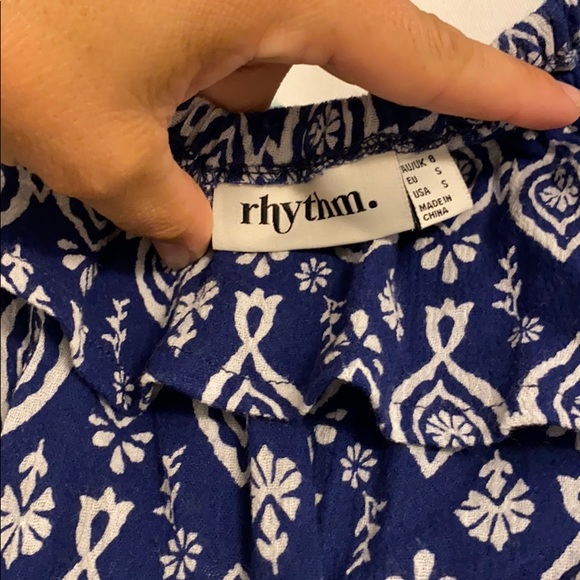 rhythm.
AU/UK 8
EU S
USA S
MADE IN
CHINA